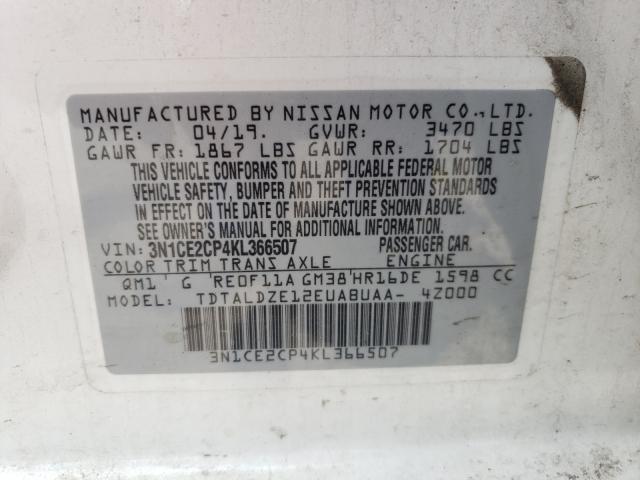 MANUFACTURED BY NISSAN MOTOR CO.,LTD.
DATE: 04/19. GVWR: 3470 LBS
GAWR FR: 1867 LBS GAWR RR: 1704 LBS
THIS VEHICLE CONFORMS TO ALL APPLICABLE FEDERAL MOTOR
VEHICLE SAFETY, BUMPER AND THEFT PREVENTION STANDARDS
IN EFFECT ON THE DATE OF MANUFACTURE SHOWN ABOVE.
SEE OWNER'S MANUAL FOR ADDITIONAL INFORMATION.
VIN: 3N1CE2CP4KL366507 PASSENGER CAR.
COLOR TRIM TRANS AXLE ENGINE
QM1 G RE0F11A GM38 HR16DE 1598 CC
MODEL: TDTALDZE12EUABUAA- 4Z000
3N1CE2CP4KL366507